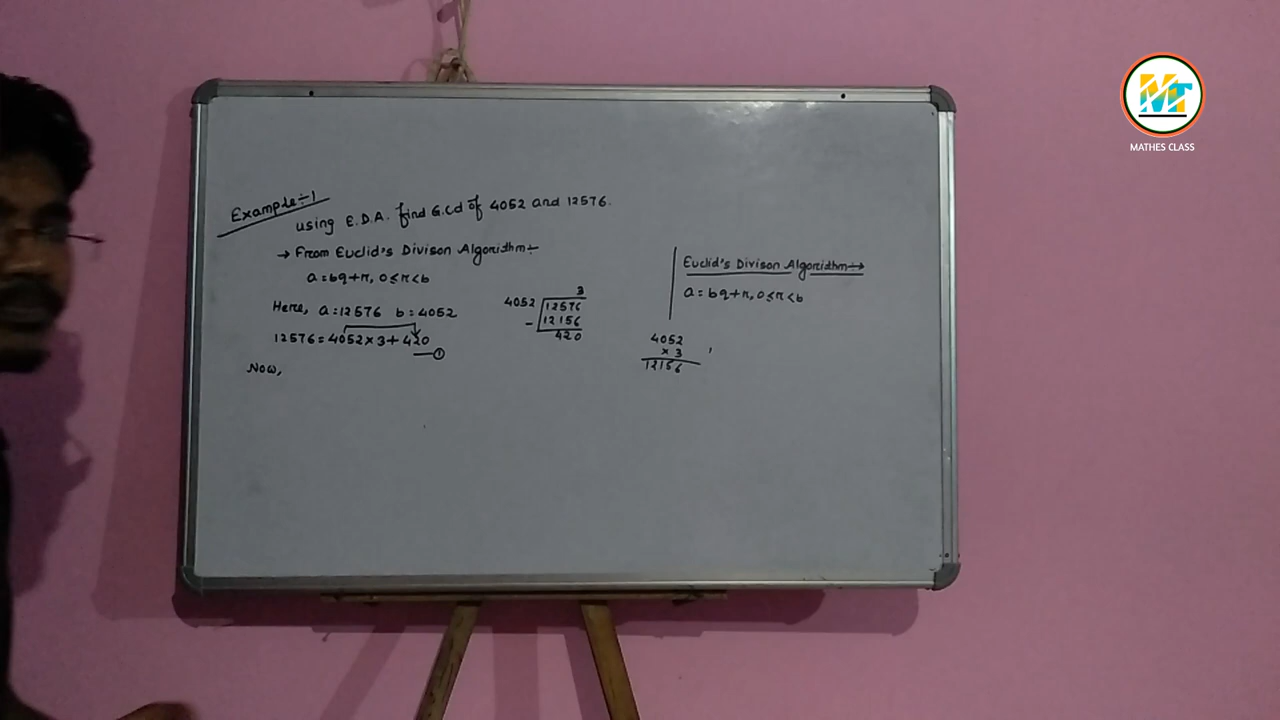 Example÷1
using E.D.A. find G.Cd of 4052 and 12576.
→ From Euclid's Divison Algorithm÷
a=bq+r, 0≤r<b
Here, a=12576 b=4052
12576=4052×3+420
—①
Now,
3
4052 12576
- 12156
420
Euclid's Divison Algorithm÷→
a=bq+r, 0≤r<b
4052
×3
12156
MT
MATHES CLASS